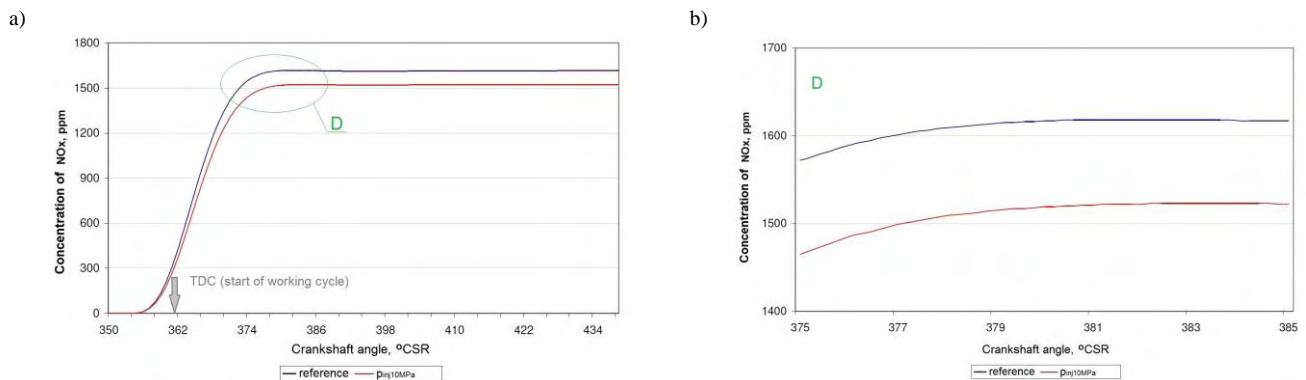 a)
1800
1500
1200
900
600
300
0
Concentration of NOx, ppm
D
TDC (start of working cycle)
350 362 374 386 398 410 422 434
Crankshaft angle, ºCSR
reference pinj10MPa
b)
1700
1600
1500
1400
Concentration of NOx, ppm
D
375 377 379 381 383 385
Crankshaft angle, ºCSR
reference pinj10MPa